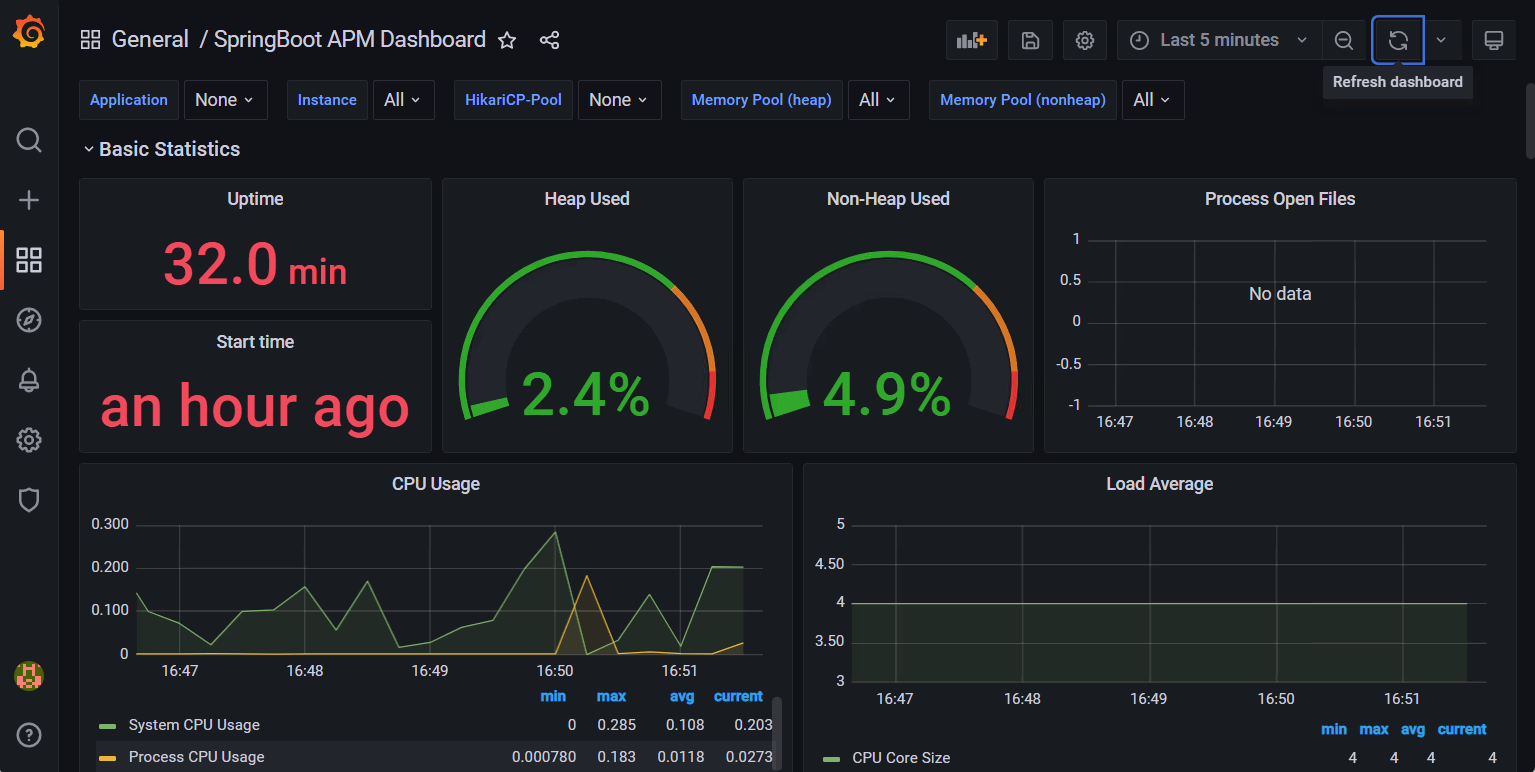 General / SpringBoot APM Dashboard
Last 5 minutes
Refresh dashboard
Application None Instance All HikariCP-Pool None Memory Pool (heap) All Memory Pool (nonheap) All
Basic Statistics
Uptime
32.0 min
Start time
an hour ago
Heap Used
2.4%
Non-Heap Used
4.9%
Process Open Files
1
0.5
0
-0.5
-1
No data
16:47 16:48 16:49 16:50 16:51
CPU Usage
0.300
0.200
0.100
0
16:47 16:48 16:49 16:50 16:51
min max avg current
System CPU Usage 0 0.285 0.108 0.203
Process CPU Usage 0.000780 0.183 0.0118 0.0273
Load Average
5
4.50
4
3.50
3
16:47 16:48 16:49 16:50 16:51
min max avg current
CPU Core Size 4 4 4 4